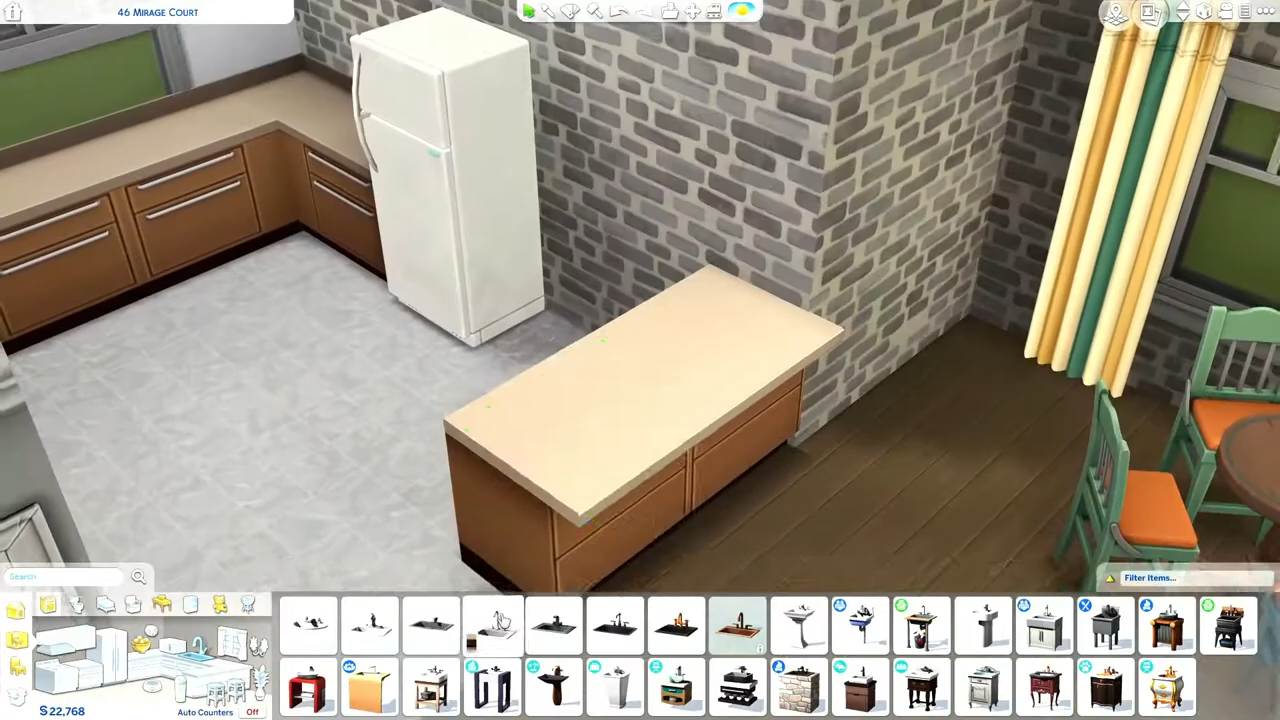 46 MIRAGE COURT
Search
Filter Items...
§22,768
Auto Counters
Off